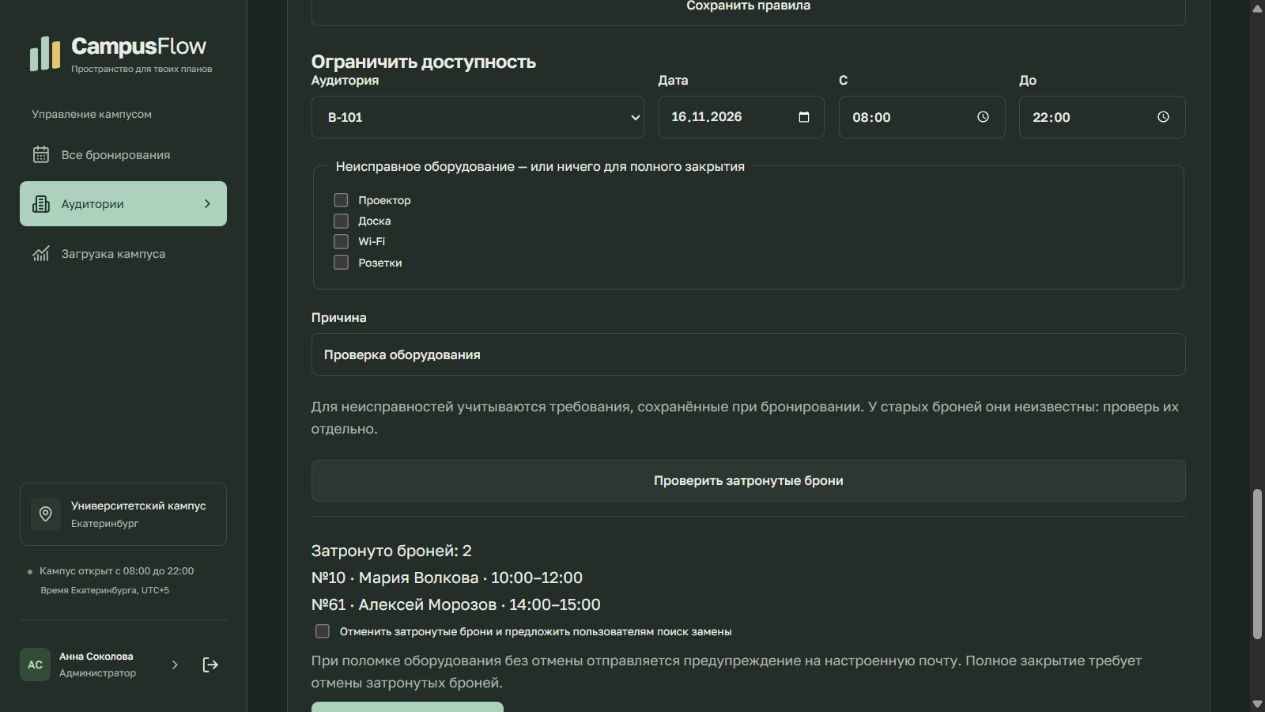 CampusFlow
Пространство для твоих планов
Управление кампусом
Все бронирования
Аудитории
Загрузка кампуса
Университетский кампус
Екатеринбург
Кампус открыт с 08:00 до 22:00
Время Екатеринбурга, UTC+5
АС
Анна Соколова
Администратор
Сохранить правила
Ограничить доступность
Аудитория
Дата
С
До
В-101
16.11.2026
08:00
22:00
Неисправное оборудование — или ничего для полного закрытия
Проектор
Доска
Wi-Fi
Розетки
Причина
Проверка оборудования
Для неисправностей учитываются требования, сохранённые при бронировании. У старых броней они неизвестны: проверь их
отдельно.
Проверить затронутые брони
Затронуто броней: 2
№10 · Мария Волкова · 10:00–12:00
№61 · Алексей Морозов · 14:00–15:00
Отменить затронутые брони и предложить пользователям поиск замены
При поломке оборудования без отмены отправляется предупреждение на настроенную почту. Полное закрытие требует
отмены затронутых броней.